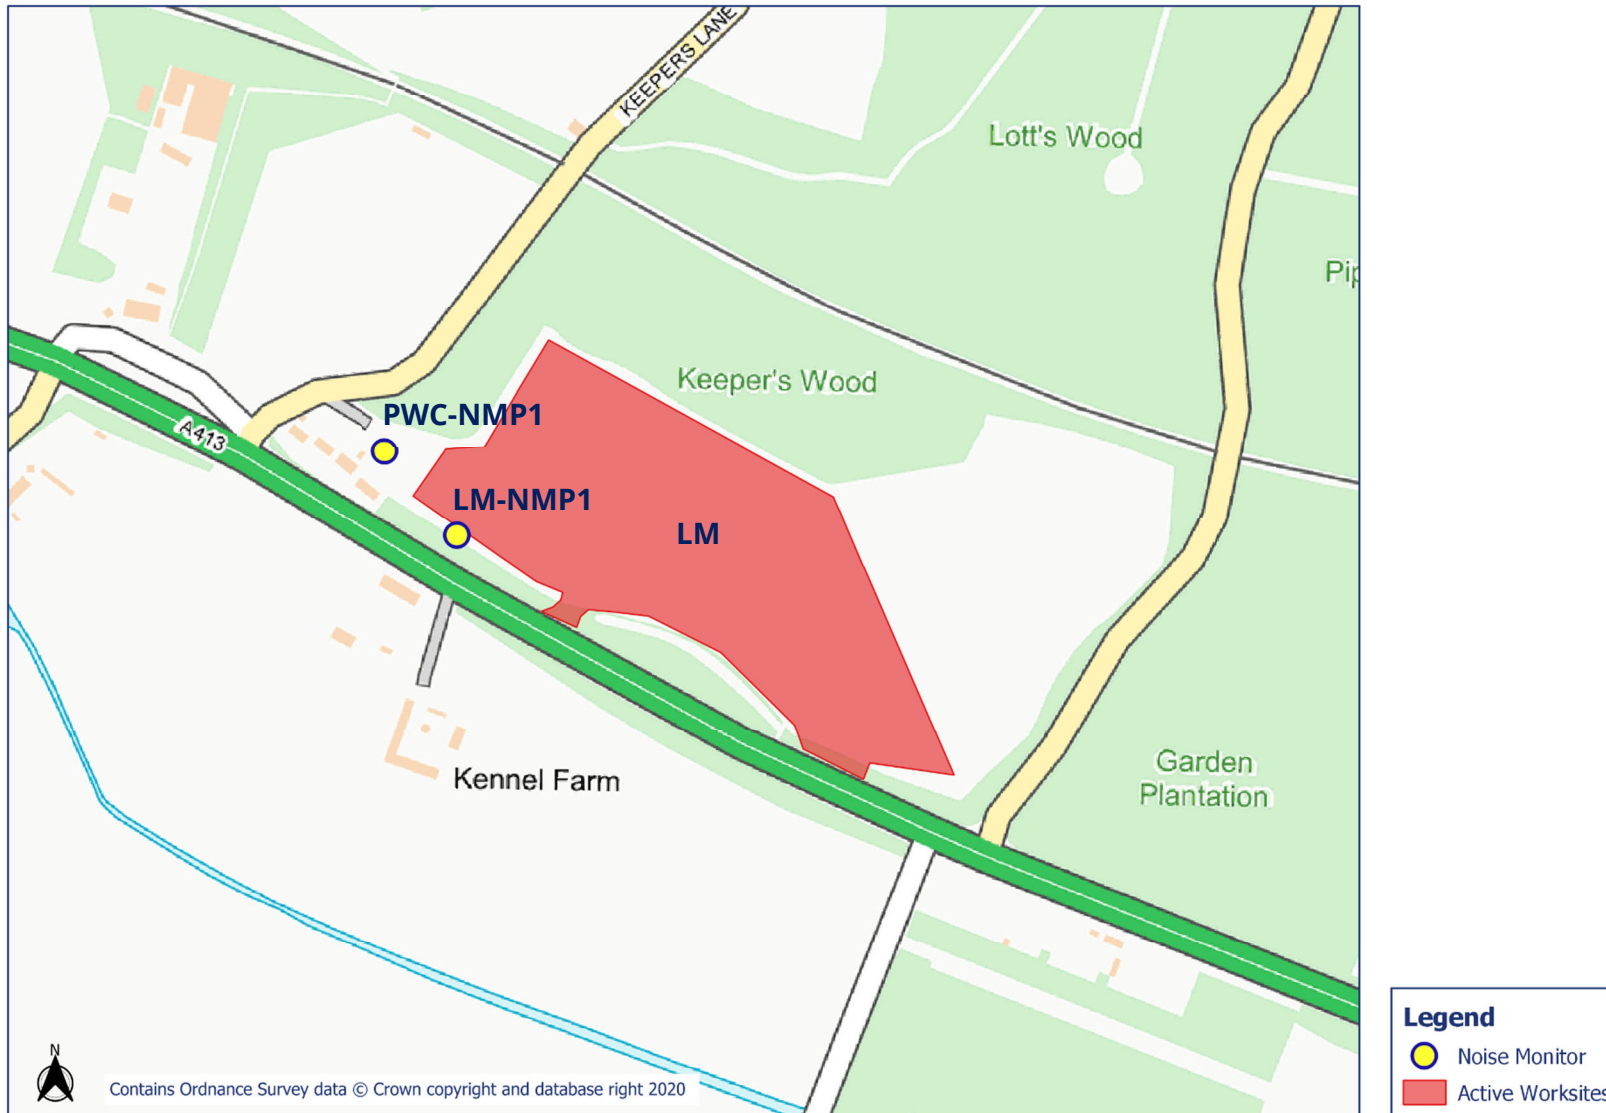 KEEPERS LANE
Lott's Wood
Pip
Keeper's Wood
PWC-NMP1
A413
LM-NMP1
LM
Kennel Farm
Garden
Plantation
N
Contains Ordnance Survey data © Crown copyright and database right 2020
Legend
Noise Monitor
Active Worksites